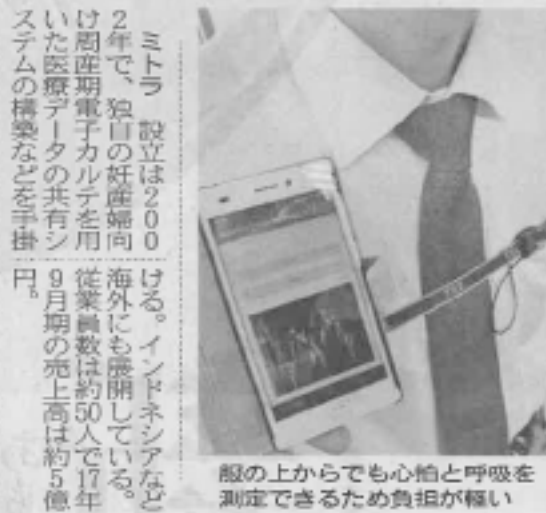 ミトラ　設立は200
2年で、独自の妊産婦向
け周産期電子カルテを用
いた医療データの共有シ
ステムの構築などを手掛
ける。インドネシアなど
海外にも展開している。
従業員数は約50人で17年
9月期の売上高は約5億
円。
服の上からでも心拍と呼吸を
測定できるため負担が軽い